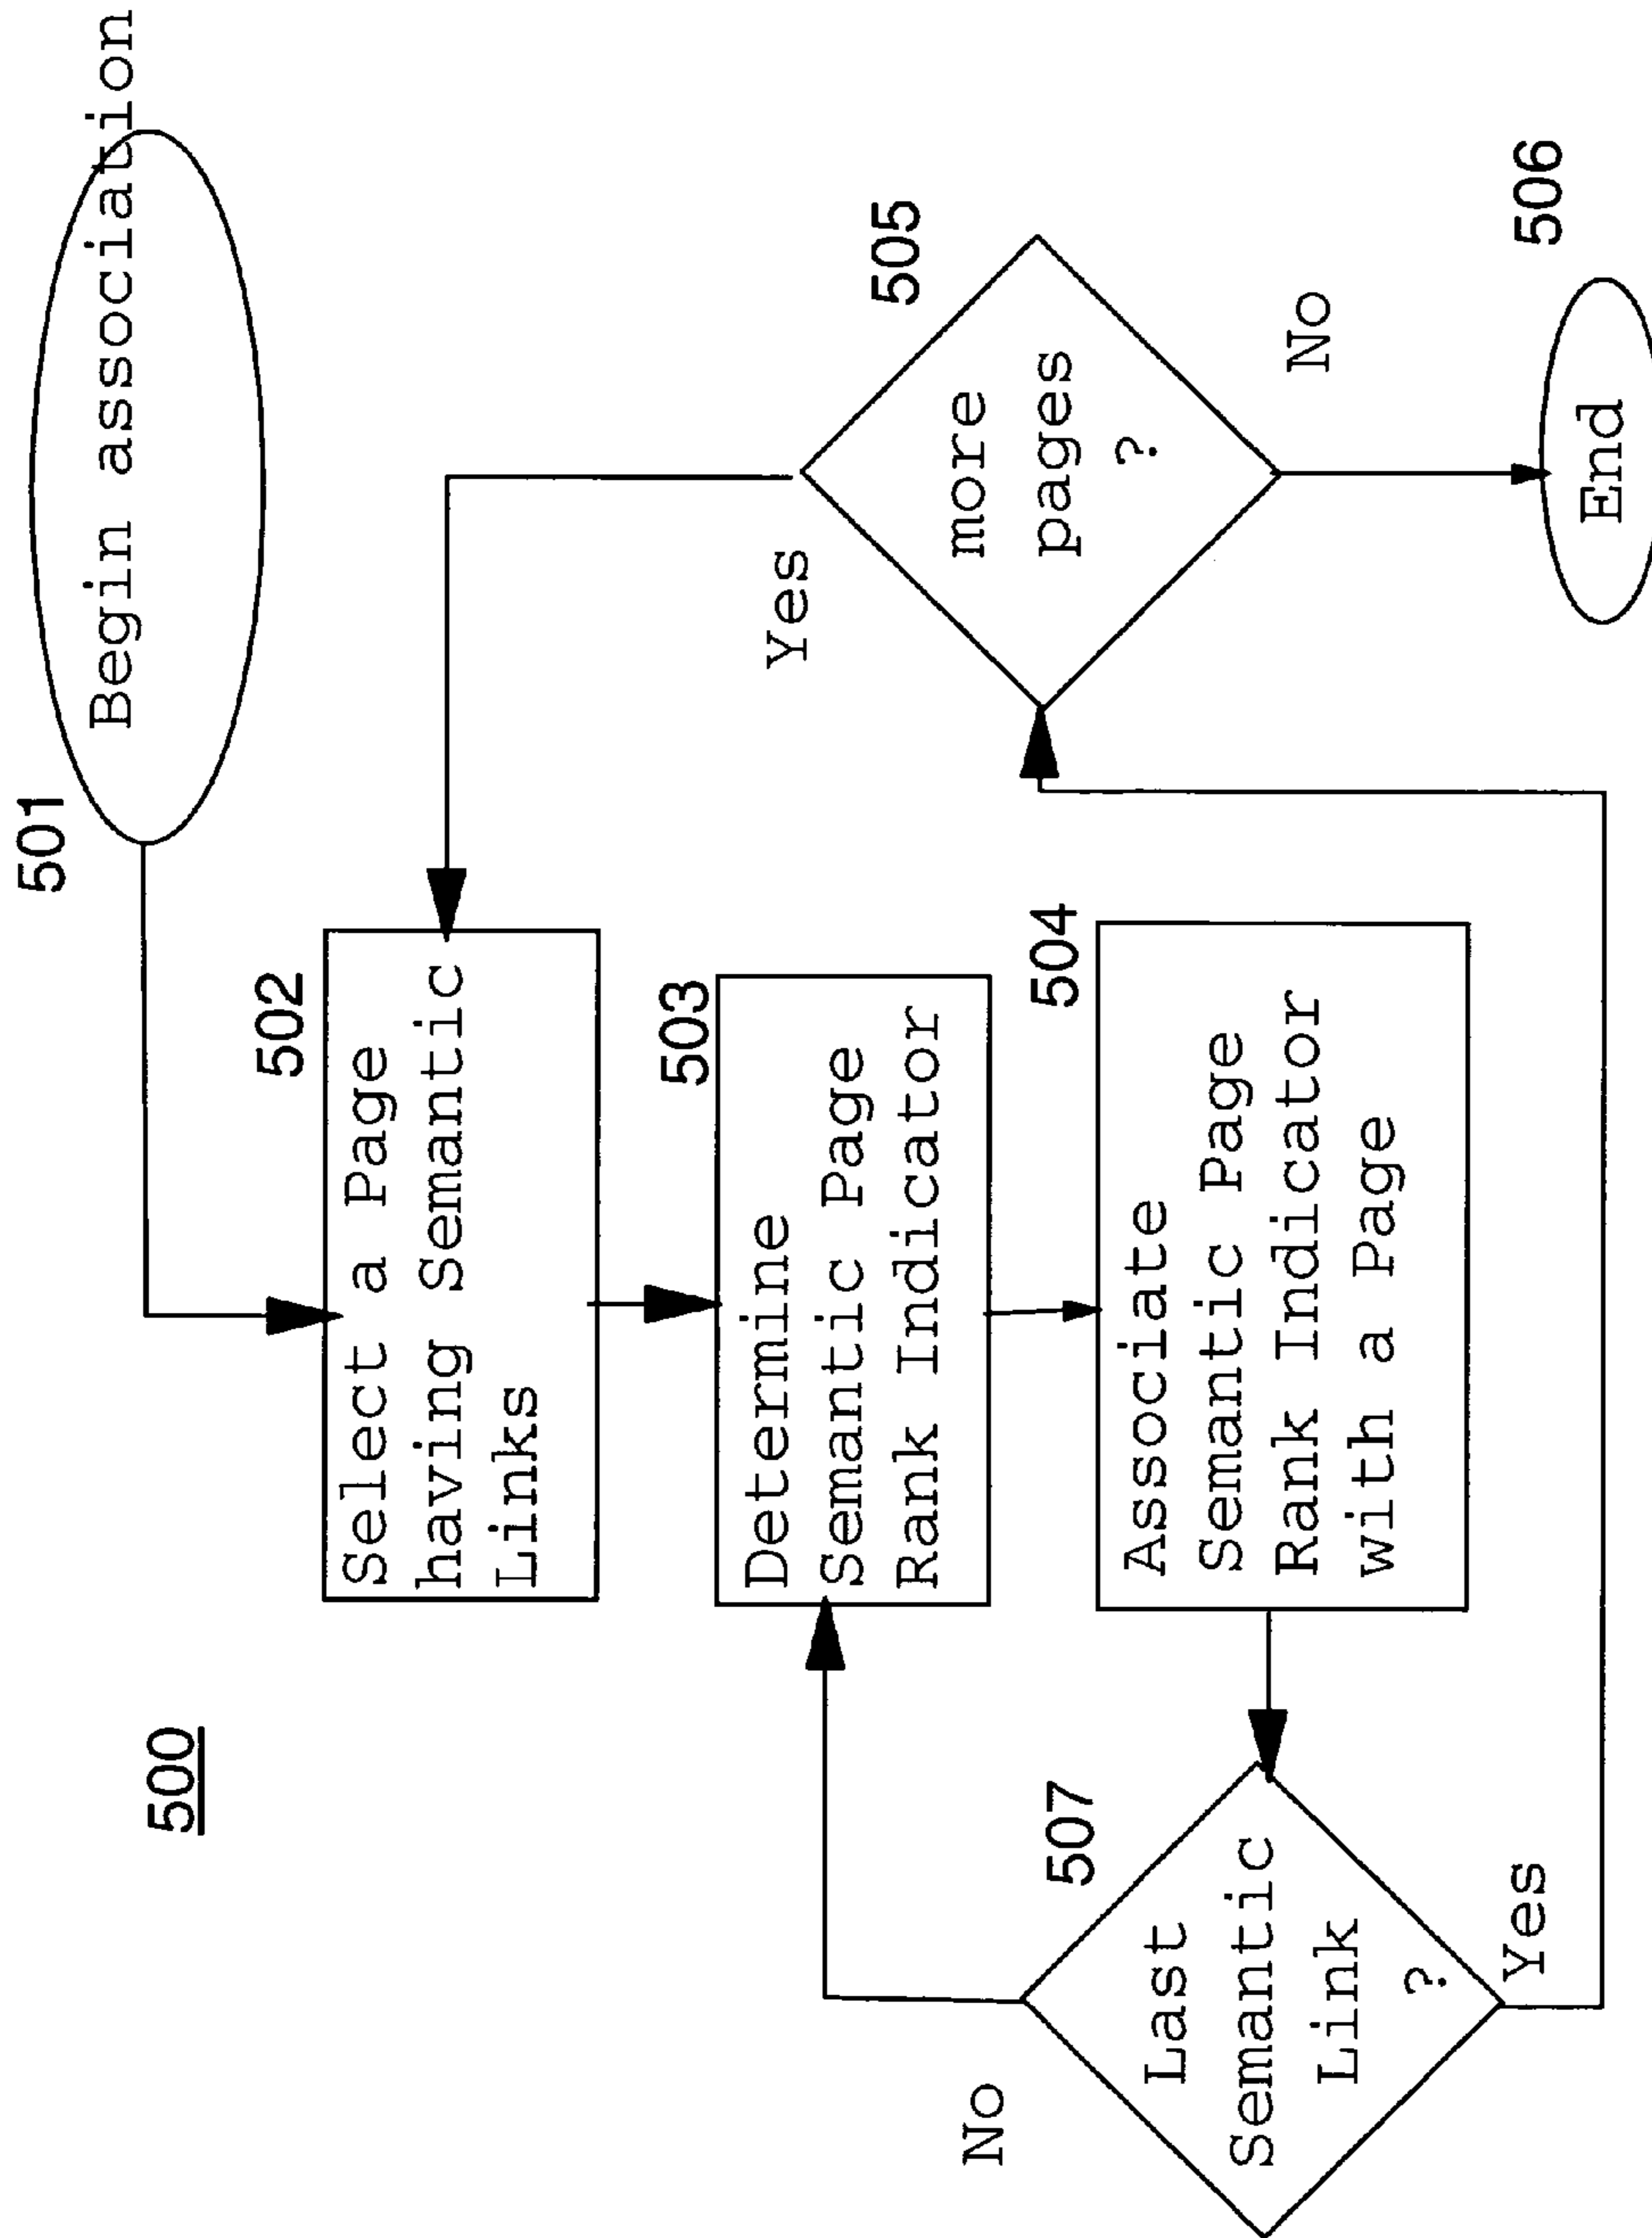 500
501
Begin association
502
Select a Page
having Semantic
Links
503
Determine
Semantic Page
Rank Indicator
504
Associate
Semantic Page
Rank Indicator
with a Page
507
Last
Semantic
Link
?
No
Yes
505
more
pages
?
Yes
No
506
End